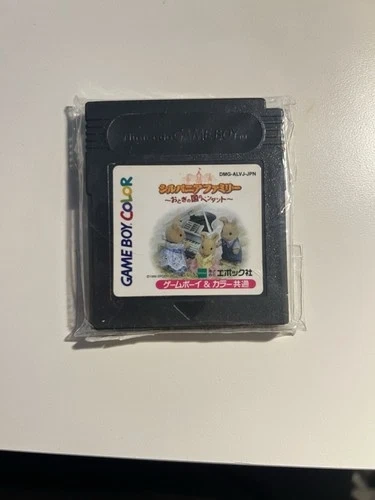 Nintendo GAME BOY TM
DMG-ALVJ-JPN
シルバニアファミリー
〜おとぎの国のペンダント〜
GAME BOY COLOR
エポック社
ゲームボーイ & カラー共通